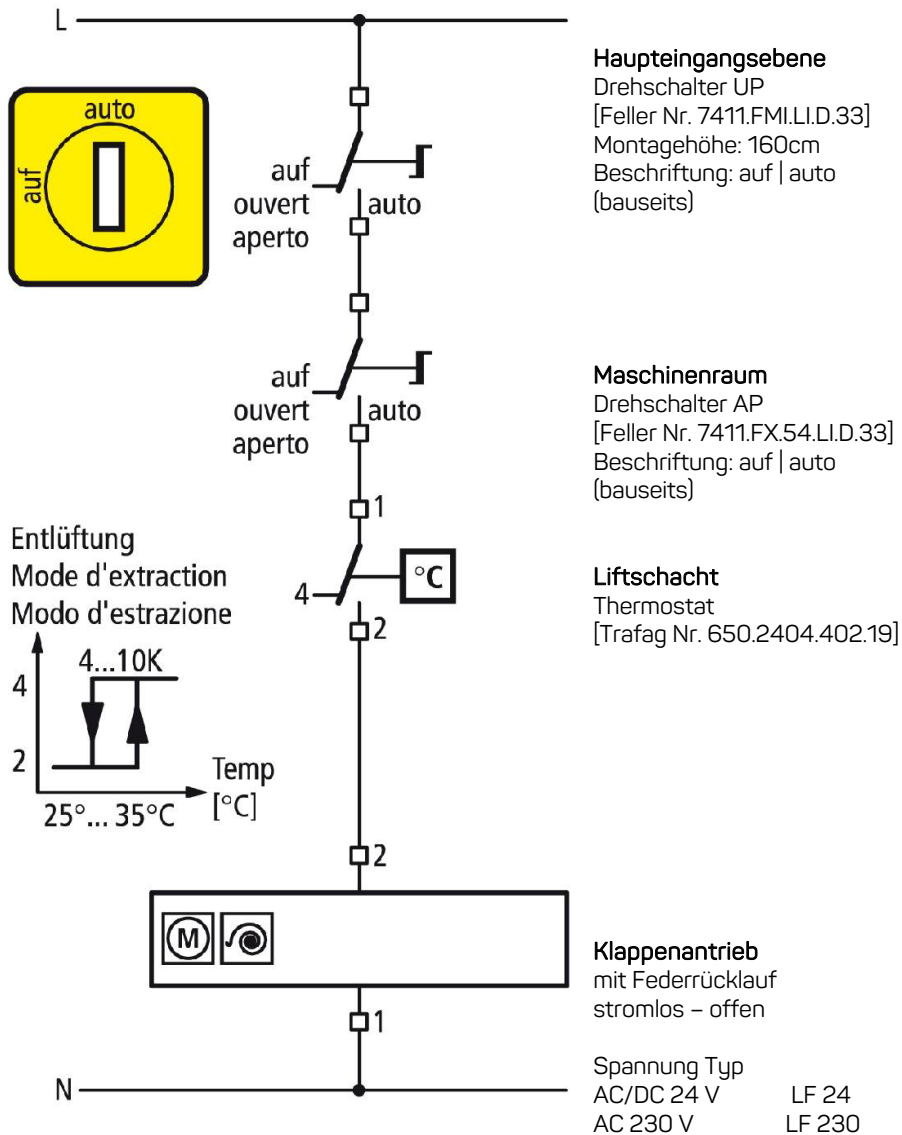 L
auto
auf
auf
ouvert
aperto
auto
Haupteingangsebene
Drehschalter UP
[Feller Nr. 7411.FMI.LI.D.33]
Montagehöhe: 160cm
Beschriftung: auf | auto
(bauseits)
auf
ouvert
aperto
auto
Maschinenraum
Drehschalter AP
[Feller Nr. 7411.FX.54.LI.D.33]
Beschriftung: auf | auto
(bauseits)
1
4
°C
2
Liftschacht
Thermostat
[Trafag Nr. 650.2404.402.19]
Entlüftung
Mode d'extraction
Modo d'estrazione
4...10K
4
2
Temp
[°C]
25°... 35°C
2
M
1
Klappenantrieb
mit Federrücklauf
stromlos – offen
Spannung Typ
AC/DC 24 V LF 24
AC 230 V LF 230
N